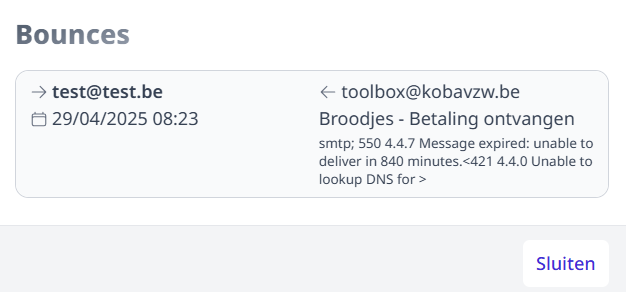 Bounces
test@test.be
29/04/2025 08:23
toolbox@kobavzw.be
Broodjes - Betaling ontvangen
smtp; 550 4.4.7 Message expired: unable to
deliver in 840 minutes.<421 4.4.0 Unable to
lookup DNS for >
Sluiten